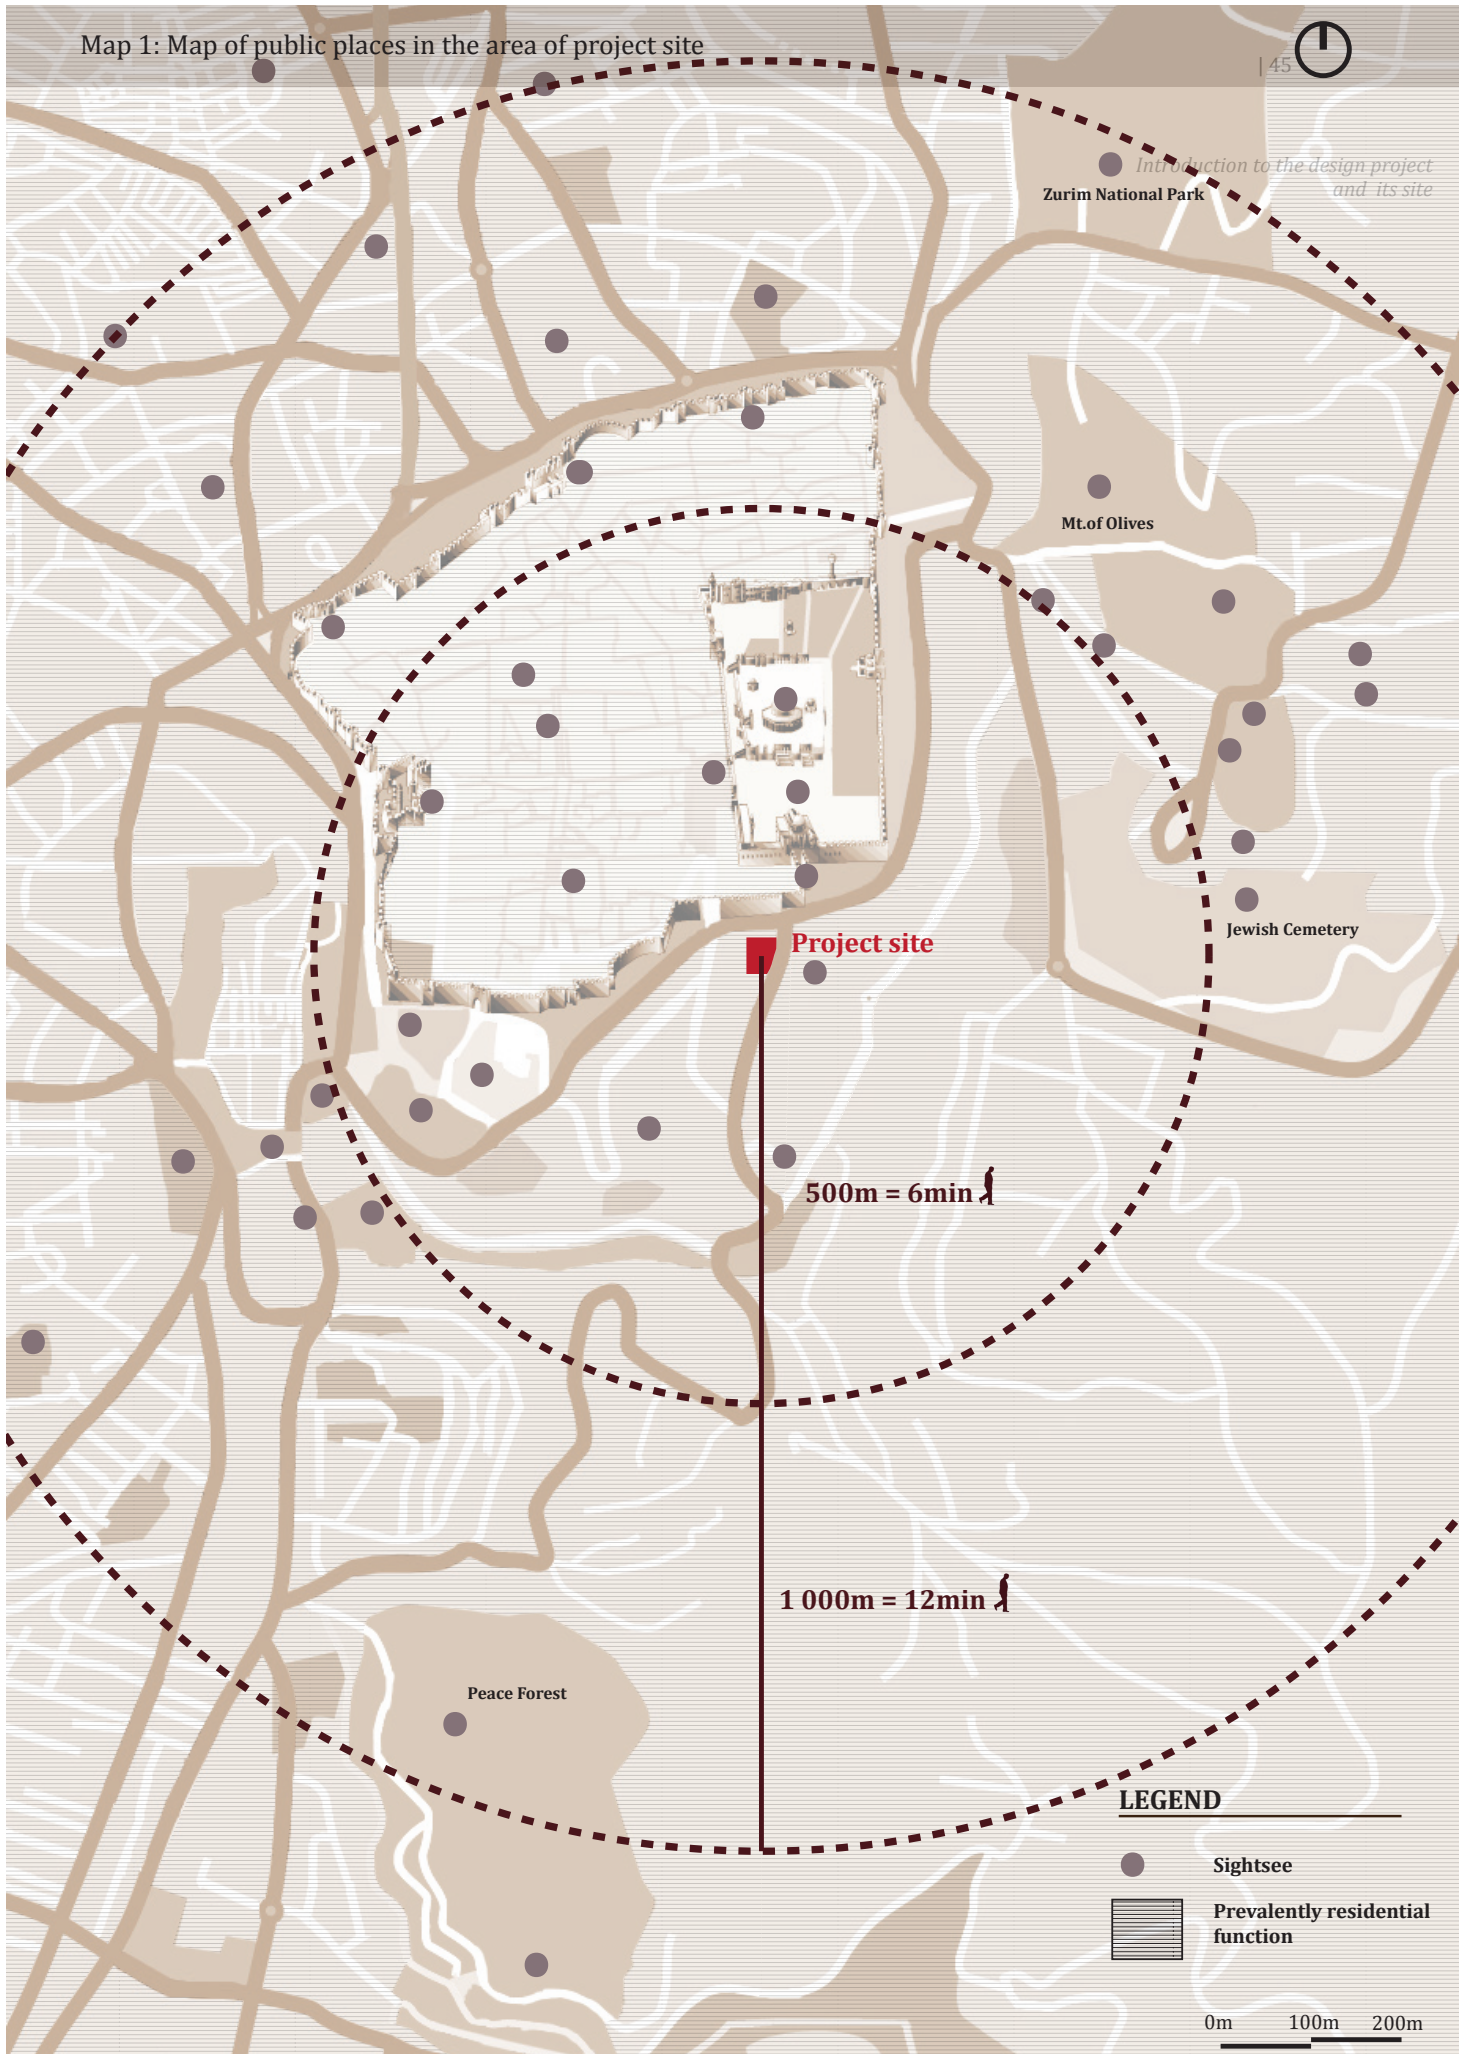 Map 1: Map of public places in the area of project site
| 45
Introduction to the design project
and its site
Zurim National Park
Mt.of Olives
Jewish Cemetery
Project site
500m = 6min
1 000m = 12min
Peace Forest
LEGEND
Sightsee
Prevalently residential
function
0m 100m 200m